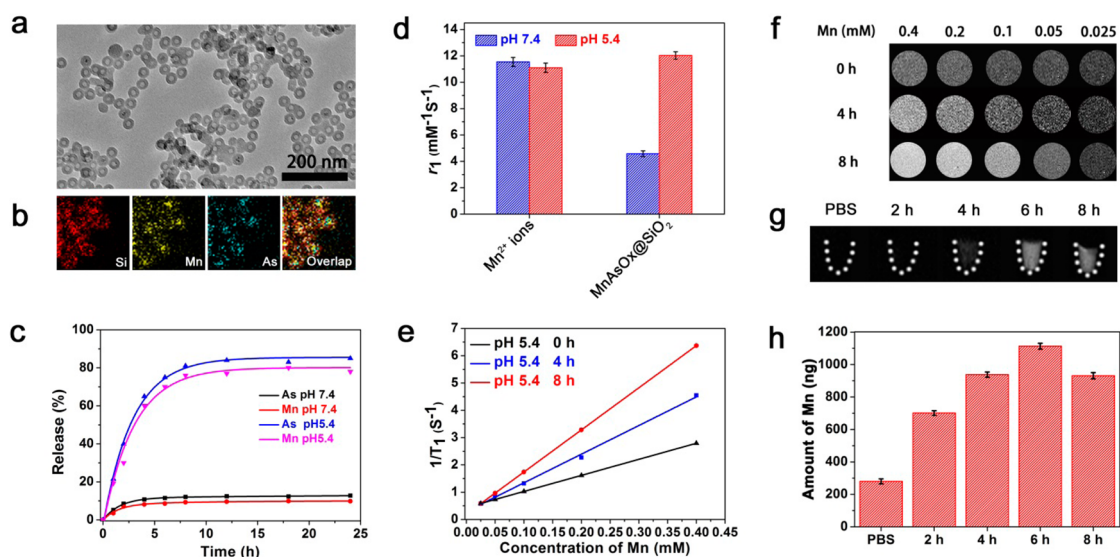 a
200 nm
b
Si
Mn
As
Overlap
c
Release (%)
100
80
60
40
20
0
As pH 7.4
Mn pH 7.4
As pH5.4
Mn pH5.4
0 5 10 15 20 25
Time (h)
d
r1 (mM⁻¹S⁻¹)
14
12
10
8
6
4
2
0
pH 7.4
pH 5.4
Mn²⁺ ions
MnAsOx@SiO₂
e
1/T₁ (S⁻¹)
7
6
5
4
3
2
1
0
pH 5.4 0 h
pH 5.4 4 h
pH 5.4 8 h
0.05 0.10 0.15 0.20 0.25 0.30 0.35 0.40 0.45
Concentration of Mn (mM)
f
Mn (mM) 0.4 0.2 0.1 0.05 0.025
0 h
4 h
8 h
g
PBS 2 h 4 h 6 h 8 h
h
Amount of Mn (ng)
1200
1050
900
750
600
450
300
150
0
PBS 2 h 4 h 6 h 8 h